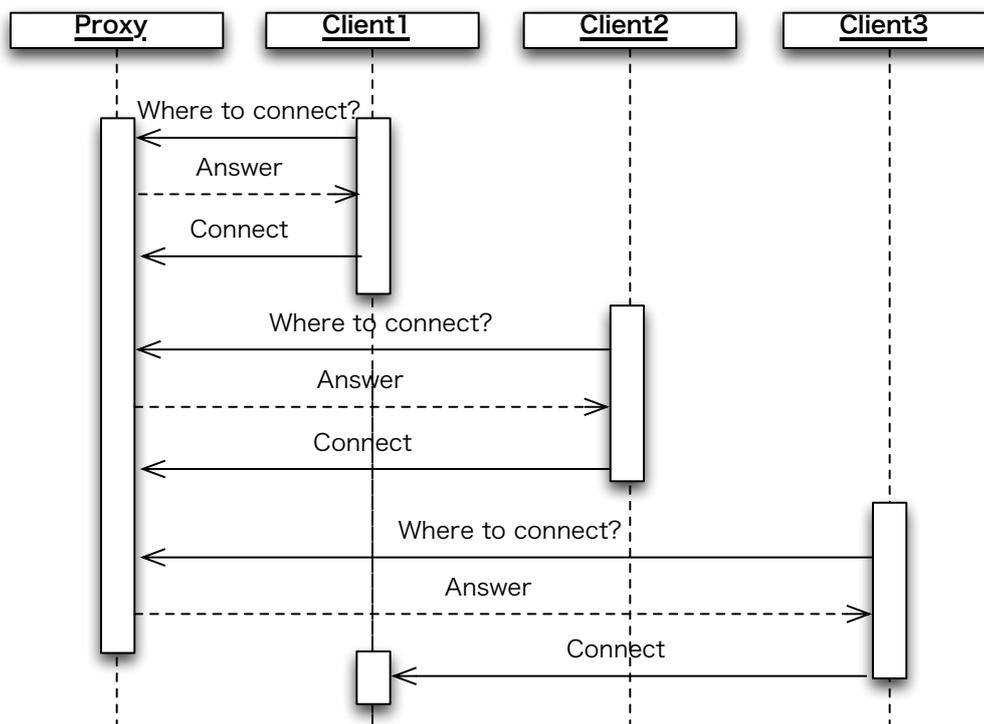 Proxy
Client1
Client2
Client3
Where to connect?
Answer
Connect
Where to connect?
Answer
Connect
Where to connect?
Answer
Connect